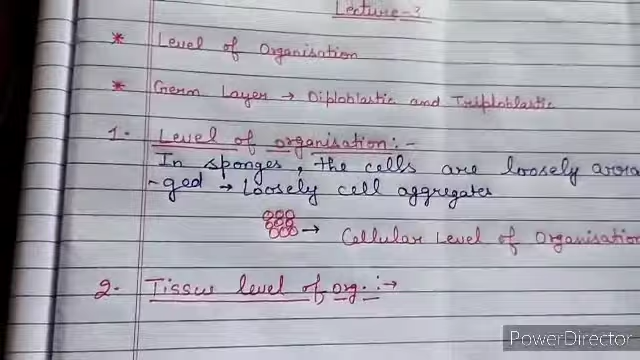 Lecture-3
* Level of Organisation
* Germ Layer → Diploblastic and Triploblastic
1. Level of organisation:-
In sponges, the cells are loosely arra
-ged → Loosely cell aggregates
→ Cellular Level of Organisation
2. Tissue level of org.:→
PowerDirector